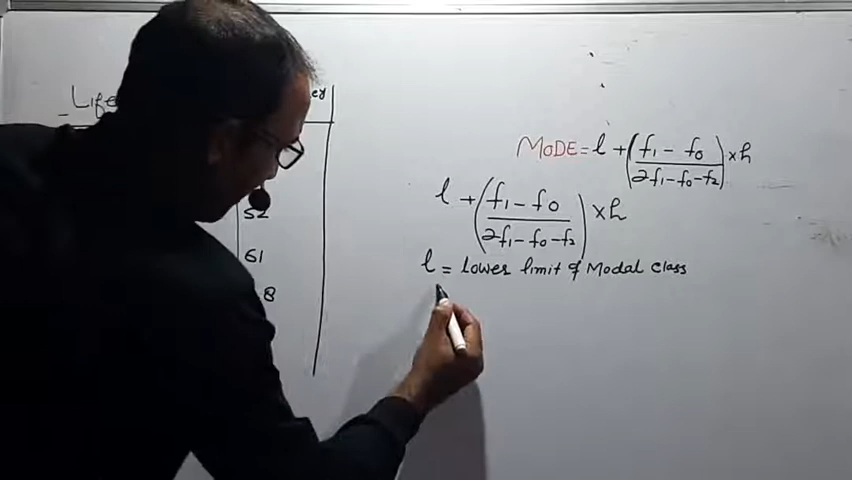 MODE = l + (f₁ - f₀ / 2f₁ - f₀ - f₂) × h
l + (f₁ - f₀ / 2f₁ - f₀ - f₂) × h
52
61
l = lower limit of Modal class
8